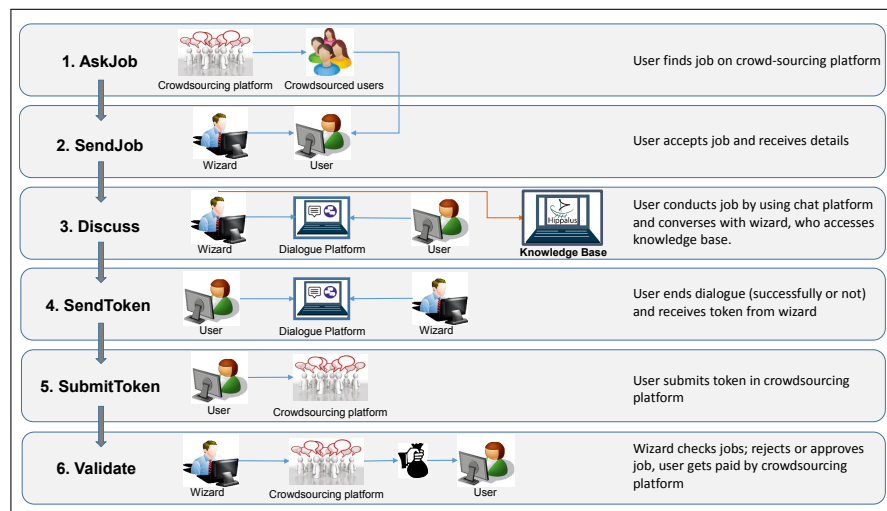 1. AskJob
Crowdsourcing platform
Crowdsourced users
User finds job on crowd-sourcing platform
2. SendJob
Wizard
User
User accepts job and receives details
3. Discuss
Wizard
Dialogue Platform
User
Hippalus
Knowledge Base
User conducts job by using chat platform
and converses with wizard, who accesses
knowledge base.
4. SendToken
User
Dialogue Platform
Wizard
User ends dialogue (successfully or not)
and receives token from wizard
5. SubmitToken
User
Crowdsourcing platform
User submits token in crowdsourcing
platform
6. Validate
Wizard
Crowdsourcing platform
User
Wizard checks jobs; rejects or approves
job, user gets paid by crowdsourcing
platform